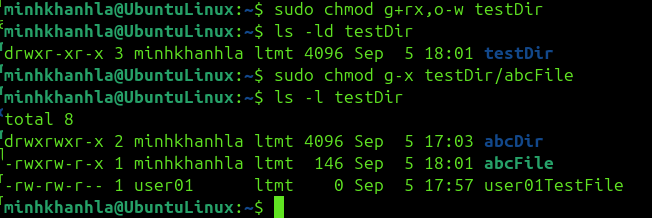 minhkhanhla@UbuntuLinux:~$ sudo chmod g+rx,o-w testDir
minhkhanhla@UbuntuLinux:~$ ls -ld testDir
drwxr-xr-x 3 minhkhanhla ltmt 4096 Sep  5 18:01 testDir
minhkhanhla@UbuntuLinux:~$ sudo chmod g-x testDir/abcFile
minhkhanhla@UbuntuLinux:~$ ls -l testDir
total 8
drwxrwxr-x 2 minhkhanhla ltmt 4096 Sep  5 17:03 abcDir
-rwxrw-r-x 1 minhkhanhla ltmt  146 Sep  5 18:01 abcFile
-rw-rw-r-- 1 user01      ltmt    0 Sep  5 17:57 user01TestFile
minhkhanhla@UbuntuLinux:~$